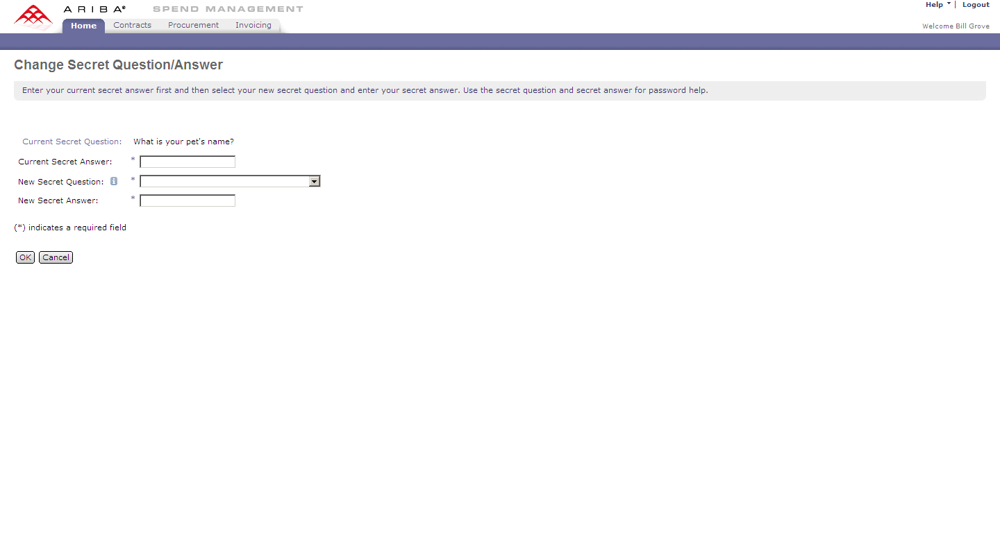 ARIBA® SPEND MANAGEMENT
Help | Logout
Home Contracts Procurement Invoicing
Welcome Bill Grove
Change Secret Question/Answer
Enter your current secret answer first and then select your new secret question and enter your secret answer. Use the secret question and secret answer for password help.
Current Secret Question: What is your pet's name?
Current Secret Answer: *
New Secret Question: i *
New Secret Answer: *
(*) indicates a required field
OK Cancel